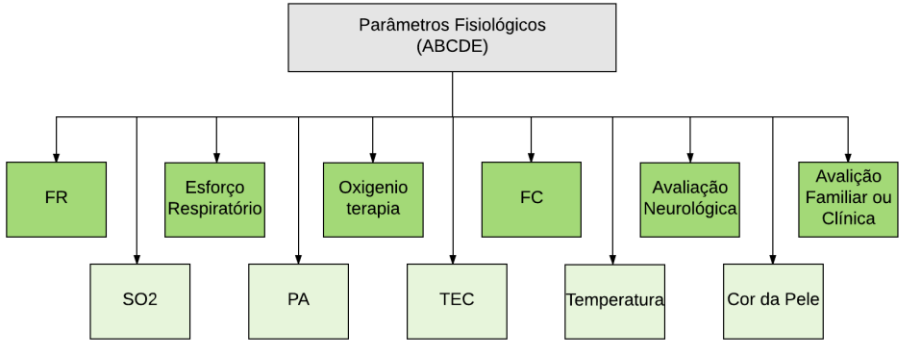 Parâmetros Fisiológicos
(ABCDE)
FR
Esforço
Respiratório
Oxigenio
terapia
FC
Avaliação
Neurológica
Avalição
Familiar ou
Clínica
SO2
PA
TEC
Temperatura
Cor da Pele